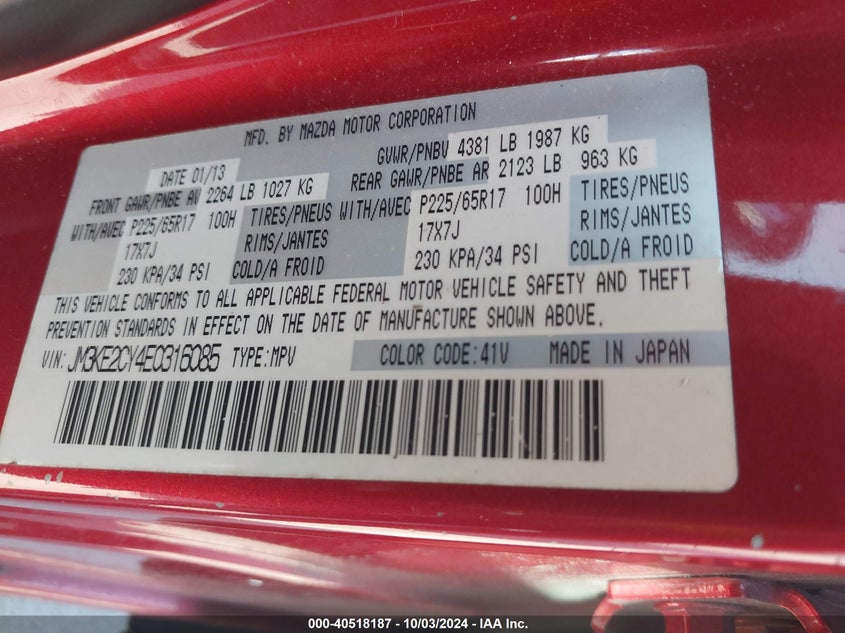 MFD. BY MAZDA MOTOR CORPORATION
DATE 01/13 GVWR/PNBV 4381 LB 1987 KG
FRONT GAWR/PNBE AV 2264 LB 1027 KG REAR GAWR/PNBE AR 2123 LB 963 KG
WITH/AVEC P225/65R17 100H TIRES/PNEUS WITH/AVEC P225/65R17 100H TIRES/PNEUS
17X7J RIMS/JANTES 17X7J RIMS/JANTES
230 KPA/34 PSI COLD/A FROID 230 KPA/34 PSI COLD/A FROID
THIS VEHICLE CONFORMS TO ALL APPLICABLE FEDERAL MOTOR VEHICLE SAFETY AND THEFT
PREVENTION STANDARDS IN EFFECT ON THE DATE OF MANUFACTURE SHOWN ABOVE.
VIN: JM3KE2CY4E0316085 TYPE:MPV COLOR CODE:41V MADE IN JAPAN
000-40518187 - 10/03/2024 - IAA Inc.